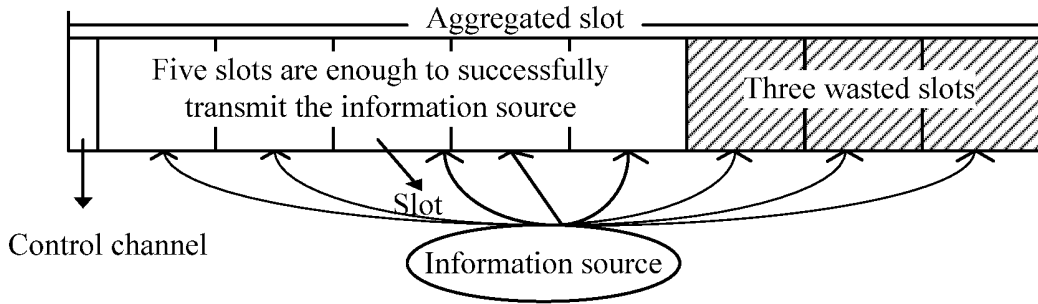 Aggregated slot
Five slots are enough to successfully
transmit the information source
Three wasted slots
Slot
Control channel
Information source